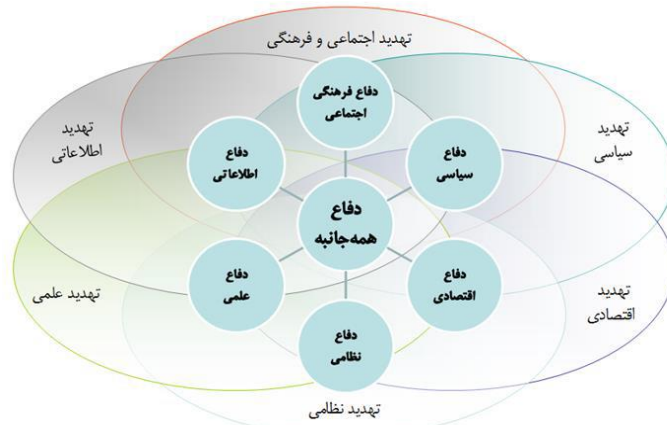 تهدید اجتماعی و فرهنگی
دفاع فرهنگی
اجتماعی
تهدید
سیاسی
دفاع
سیاسی
تهدید
اطلاعاتی
دفاع
اطلاعاتی
دفاع
همه‌جانبه
تهدید
اقتصادی
دفاع
اقتصادی
دفاع
علمی
تهدید علمی
دفاع
نظامی
تهدید نظامی